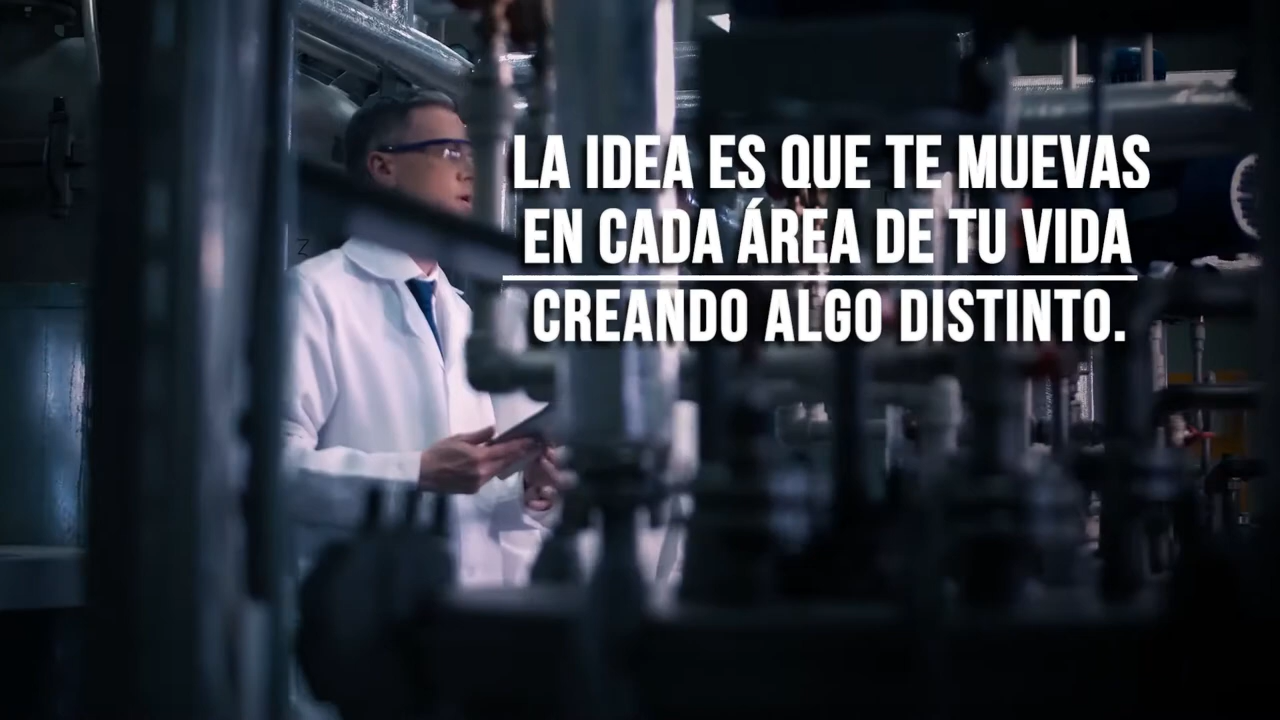 LA IDEA ES QUE TE MUEVAS
EN CADA ÁREA DE TU VIDA
CREANDO ALGO DISTINTO.